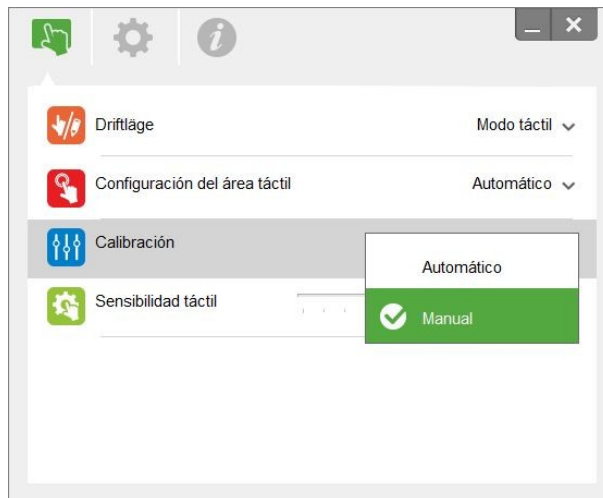 Driftläge
Modo táctil
Configuración del área táctil
Automático
Calibración
Automático
Manual
Sensibilidad táctil